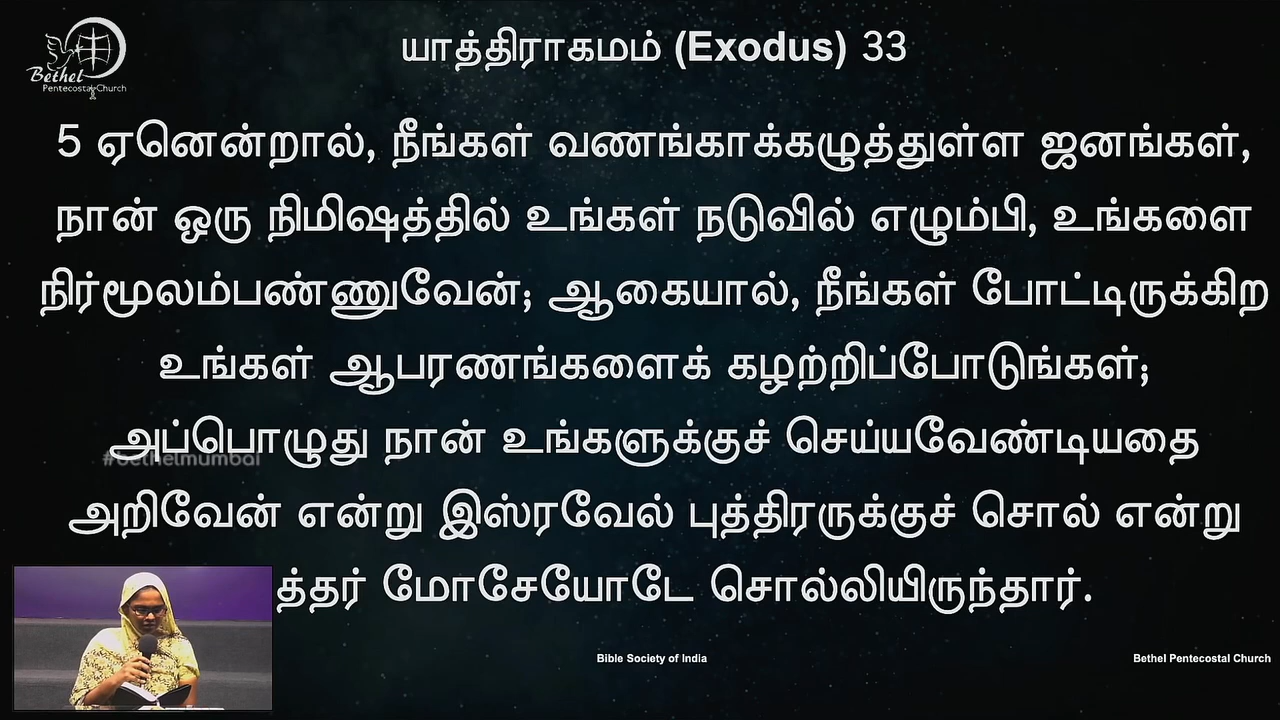 Bethel
Pentecostal Church
யாத்திராகமம் (Exodus) 33
5 ஏனென்றால், நீங்கள் வணங்காக்கழுத்துள்ள ஜனங்கள்,
நான் ஒரு நிமிஷத்தில் உங்கள் நடுவில் எழும்பி, உங்களை
நிர்மூலம்பண்ணுவேன்; ஆகையால், நீங்கள் போட்டிருக்கிற
உங்கள் ஆபரணங்களைக் கழற்றிப்போடுங்கள்;
அப்பொழுது நான் உங்களுக்குச் செய்யவேண்டியதை
#bethelmumbai
அறிவேன் என்று இஸ்ரவேல் புத்திரருக்குச் சொல் என்று
த்தர் மோசேயோடே சொல்லியிருந்தார்.
Bible Society of India
Bethel Pentecostal Church